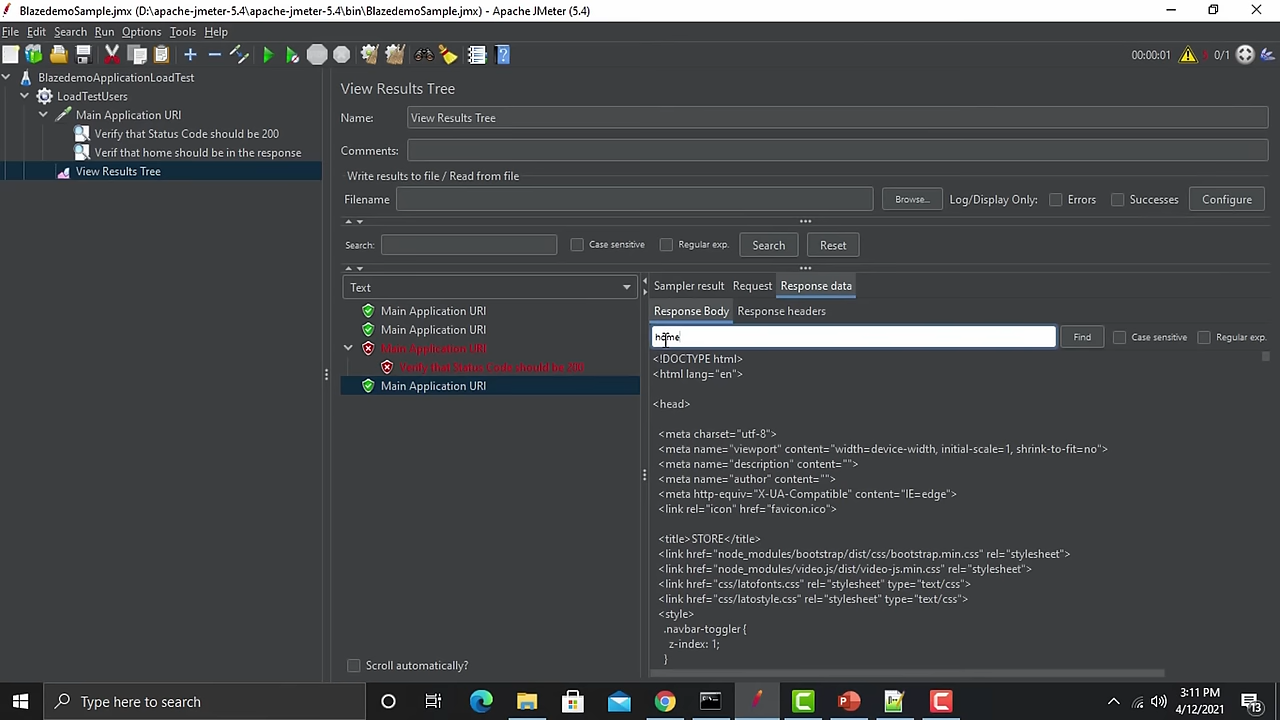 BlazedemoSample.jmx (D:\apache-jmeter-5.4\apache-jmeter-5.4\bin\BlazedemoSample.jmx) - Apache JMeter (5.4)
File Edit Search Run Options Tools Help
00:00:01 0/1
BlazedemoApplicationLoadTest
LoadTestUsers
Main Application URI
Verify that Status Code should be 200
Verif that home should be in the response
View Results Tree
View Results Tree
Name: View Results Tree
Comments:
Write results to file / Read from file
Filename Browse... Log/Display Only: Errors Successes Configure
Search: Case sensitive Regular exp. Search Reset
Text
Main Application URI
Main Application URI
Main Application URI
Verify that Status Code should be 200
Main Application URI
Scroll automatically?
Sampler result Request Response data
Response Body Response headers
home Find Case sensitive Regular exp.
<!DOCTYPE html>
<html lang="en">
<head>
<meta charset="utf-8">
<meta name="viewport" content="width=device-width, initial-scale=1, shrink-to-fit=no">
<meta name="description" content="">
<meta name="author" content="">
<meta http-equiv="X-UA-Compatible" content="IE=edge">
<link rel="icon" href="favicon.ico">
<title>STORE</title>
<link href="node_modules/bootstrap/dist/css/bootstrap.min.css" rel="stylesheet">
<link href="node_modules/video.js/dist/video-js.min.css" rel="stylesheet">
<link href="css/latofonts.css" rel="stylesheet" type="text/css">
<link href="css/latostyle.css" rel="stylesheet" type="text/css">
<style>
.navbar-toggler {
z-index: 1;
}
Type here to search
3:11 PM
4/12/2021
13